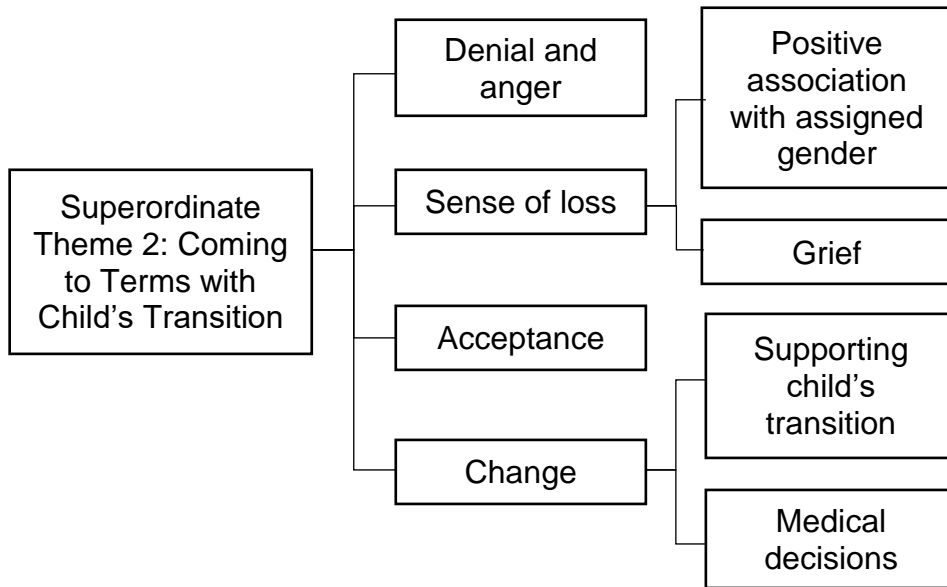 Superordinate
Theme 2: Coming
to Terms with
Child’s Transition
Denial and
anger
Sense of loss
Positive
association
with assigned
gender
Grief
Acceptance
Change
Supporting
child’s
transition
Medical
decisions